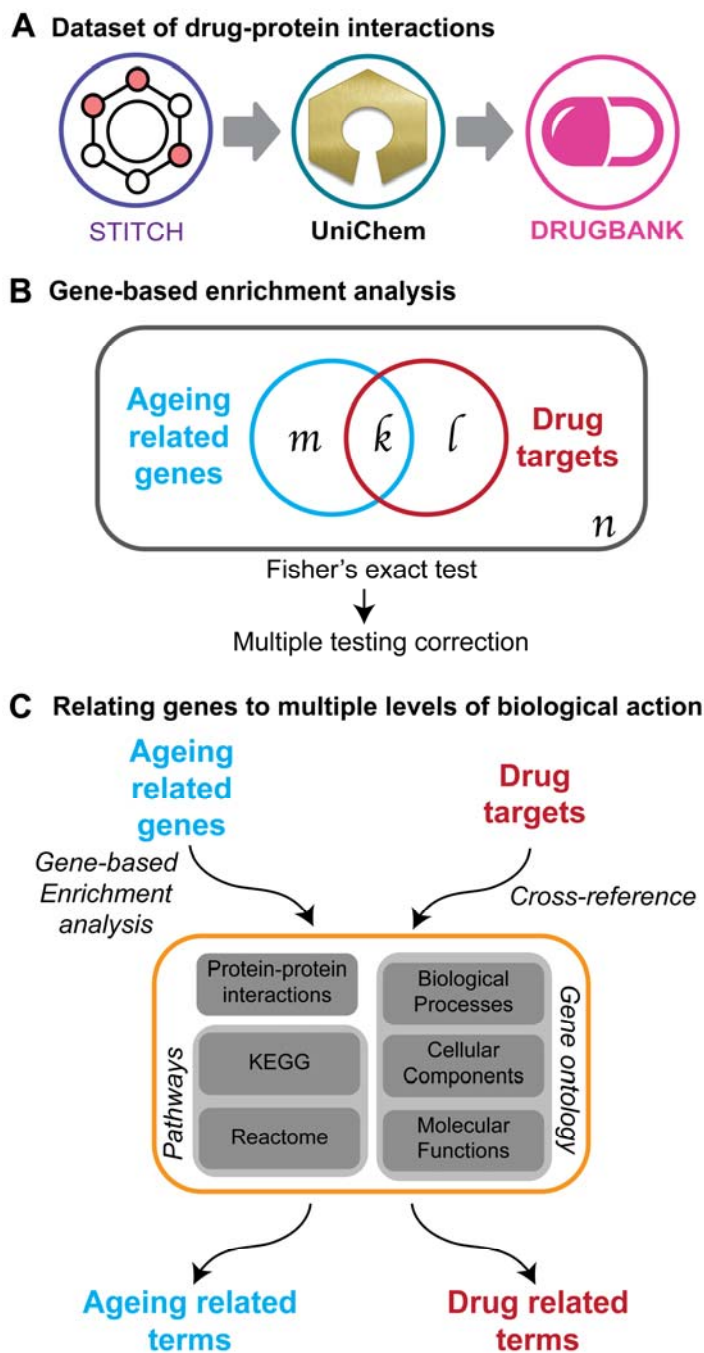 A Dataset of drug-protein interactions
STITCH
UniChem
DRUGBANK
B Gene-based enrichment analysis
Ageing
related
genes
m
k
l
Drug
targets
n
Fisher's exact test
Multiple testing correction
C Relating genes to multiple levels of biological action
Ageing
related
genes
Drug
targets
Gene-based
Enrichment
analysis
Cross-reference
Protein-protein
interactions
Pathways
KEGG
Reactome
Biological
Processes
Cellular
Components
Molecular
Functions
Gene ontology
Ageing related
terms
Drug related
terms